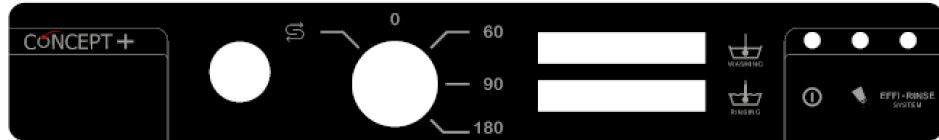 CONCEPT+
0
60
90
180
WASHING
RINSING
EFFI-RINSE
SYSTEM